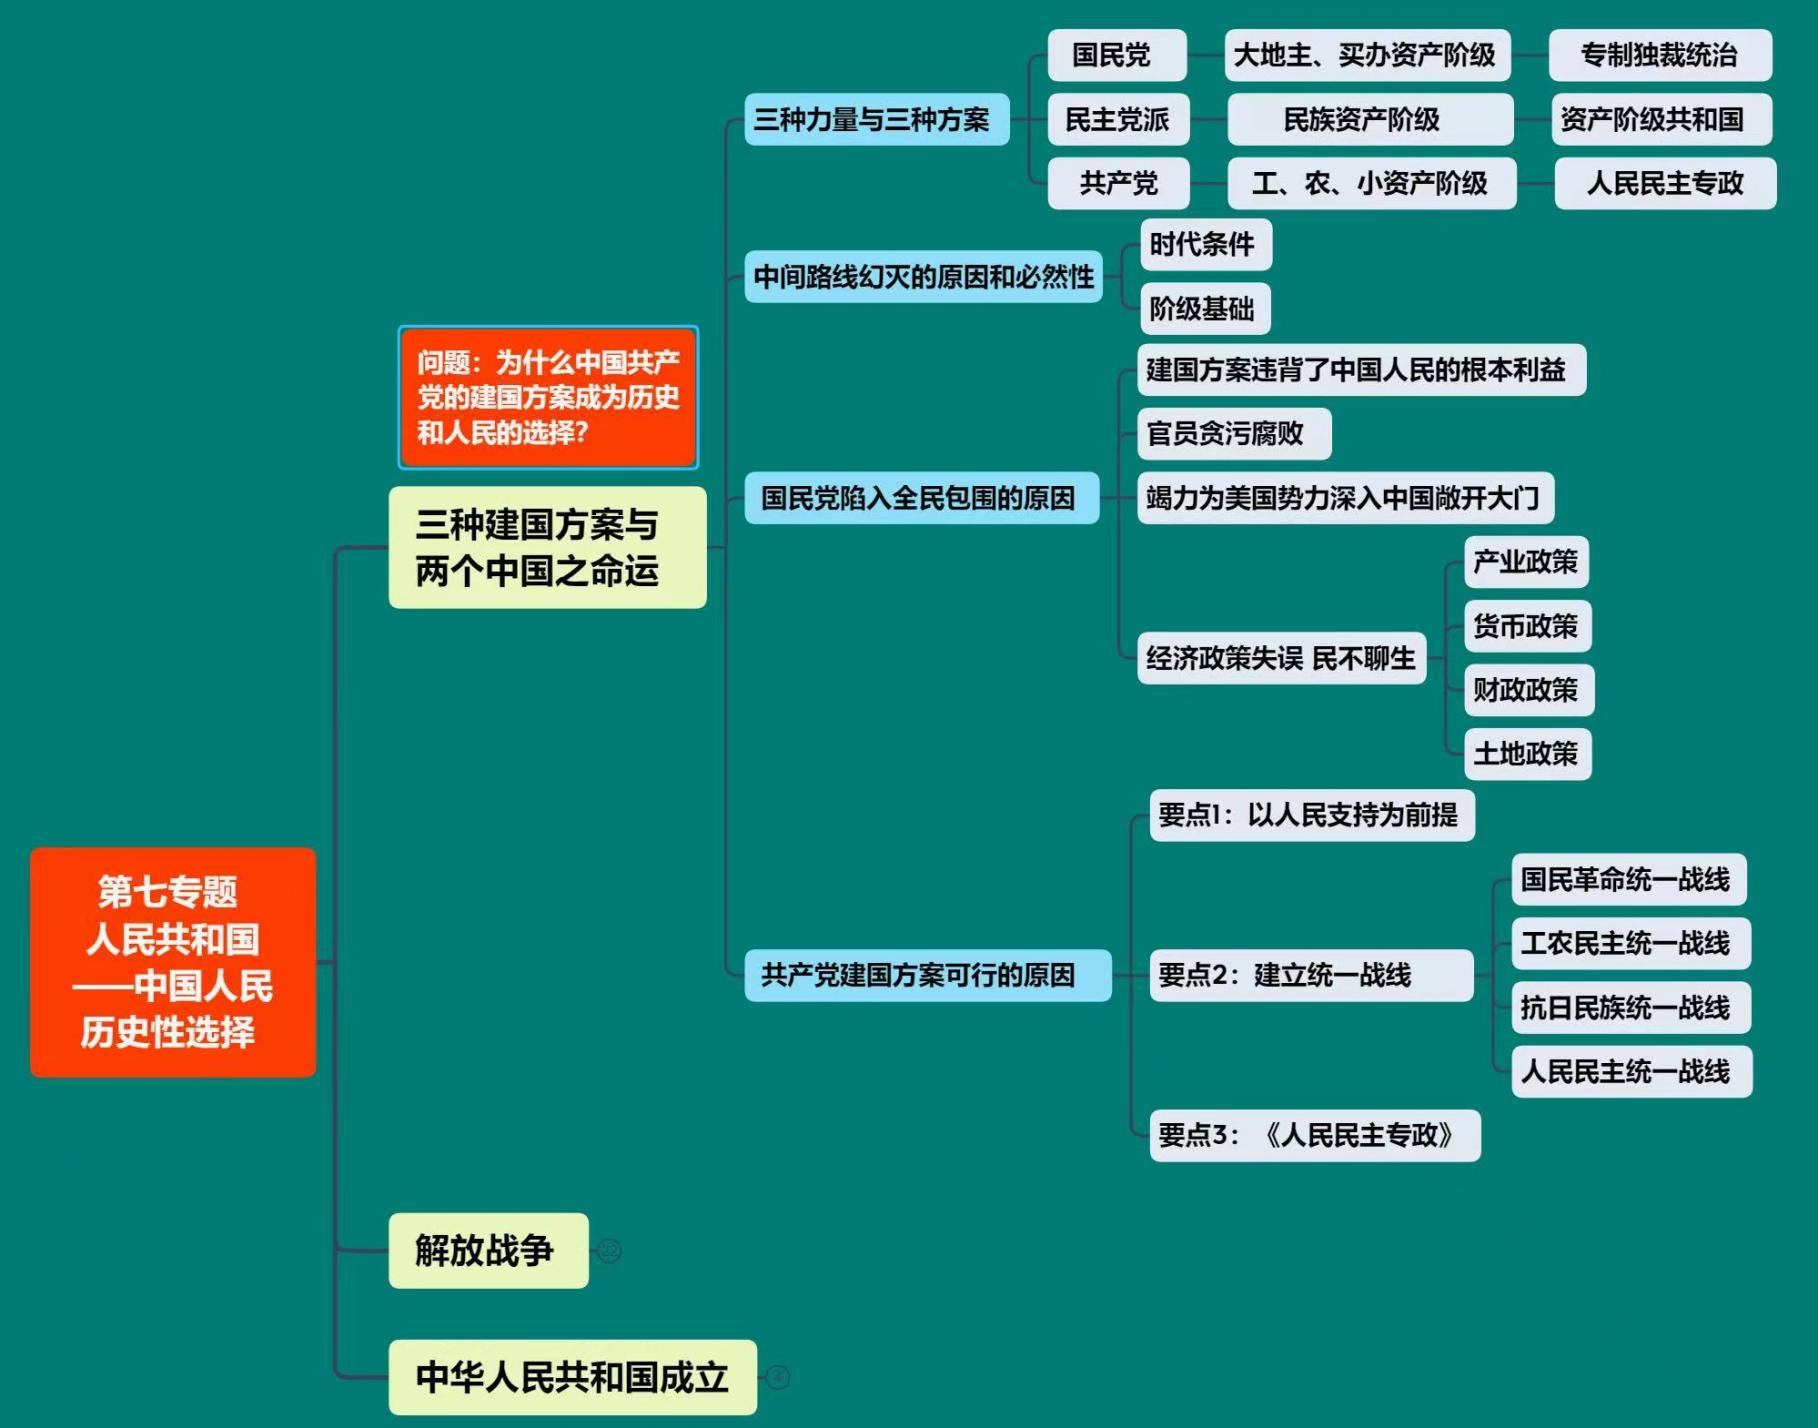 国民党
大地主、买办资产阶级
专制独裁统治
三种力量与三种方案
民主党派
民族资产阶级
资产阶级共和国
共产党
工、农、小资产阶级
人民民主专政
中间路线幻灭的原因和必然性
时代条件
阶级基础
问题：为什么中国共产
党的建国方案成为历史
和人民的选择?
三种建国方案与
两个中国之命运
国民党陷入全民包围的原因
建国方案违背了中国人民的根本利益
官员贪污腐败
竭力为美国势力深入中国敞开大门
经济政策失误 民不聊生
产业政策
货币政策
财政政策
土地政策
共产党建国方案可行的原因
要点1：以人民支持为前提
要点2：建立统一战线
国民革命统一战线
工农民主统一战线
抗日民族统一战线
人民民主统一战线
要点3：《人民民主专政》
第七专题
人民共和国
——中国人民
历史性选择
解放战争
22
中华人民共和国成立